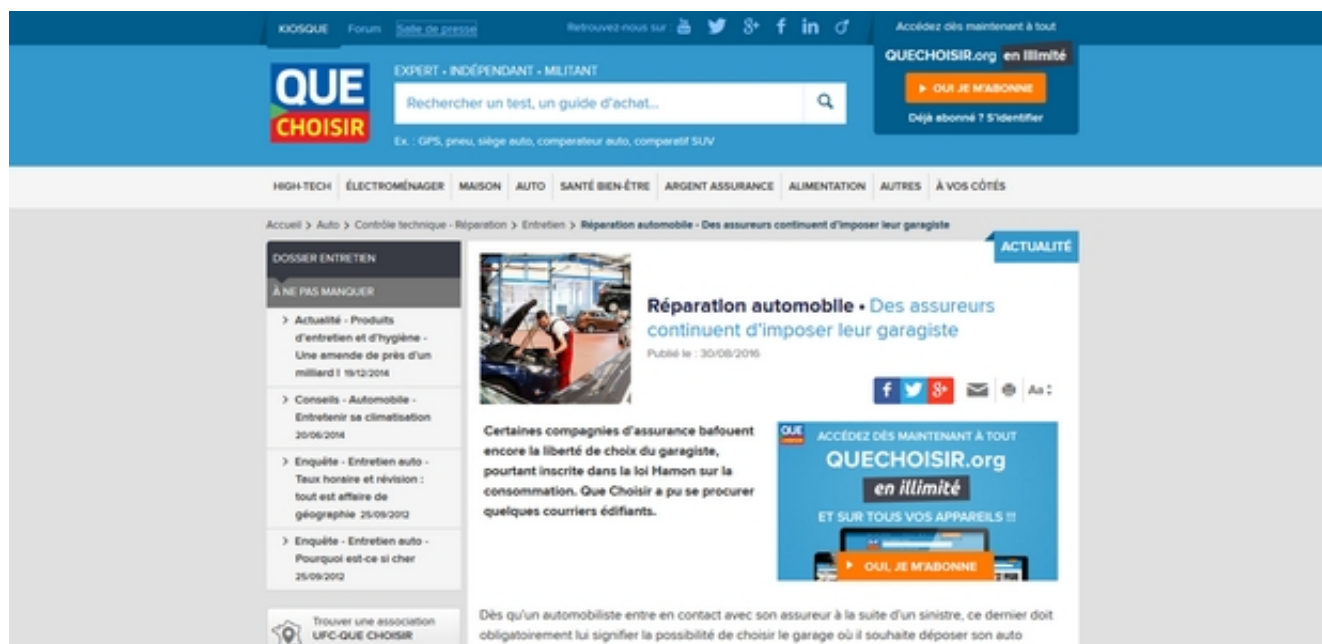 KIOSQUE Forum Salle de presse Retrouvez-nous sur :
Accédez dès maintenant à tout
QUECHOISIR.org en illimité
OUI JE M'ABONNE
Déjà abonné ? S'identifier
QUE
CHOISIR
EXPERT • INDÉPENDANT • MILITANT
Rechercher un test, un guide d'achat...
Ex. : GPS, pneu, siège auto, comparateur auto, comparatif SUV
HIGH-TECH ÉLECTROMÉNAGER MAISON AUTO SANTÉ BIEN-ÊTRE ARGENT ASSURANCE ALIMENTATION AUTRES À VOS CÔTÉS
Accueil > Auto > Contrôle technique - Réparation > Entretien > Réparation automobile - Des assureurs continuent d'imposer leur garagiste
DOSSIER ENTRETIEN
À NE PAS MANQUER
> Actualité - Produits
d'entretien et d'hygiène -
Une amende de près d'un
milliard ! 19/12/2014
> Conseils - Automobile -
Entretenir sa climatisation
20/06/2014
> Enquête - Entretien auto -
Taux horaire et révision :
tout est affaire de
géographie 25/09/2012
> Enquête - Entretien auto -
Pourquoi est-ce si cher
25/09/2012
Trouver une association
UFC-QUE CHOISIR
ACTUALITÉ
Réparation automobile • Des assureurs
continuent d'imposer leur garagiste
Publié le : 30/08/2016
Aa
Certaines compagnies d'assurance bafouent
encore la liberté de choix du garagiste,
pourtant inscrite dans la loi Hamon sur la
consommation. Que Choisir a pu se procurer
quelques courriers édifiants.
QUE
CHOISIR
ACCÉDEZ DÈS MAINTENANT À TOUT
QUECHOISIR.org
en illimité
ET SUR TOUS VOS APPAREILS !!!
OUI, JE M'ABONNE
Dès qu'un automobiliste entre en contact avec son assureur à la suite d'un sinistre, ce dernier doit
obligatoirement lui signifier la possibilité de choisir le garage où il souhaite déposer son auto